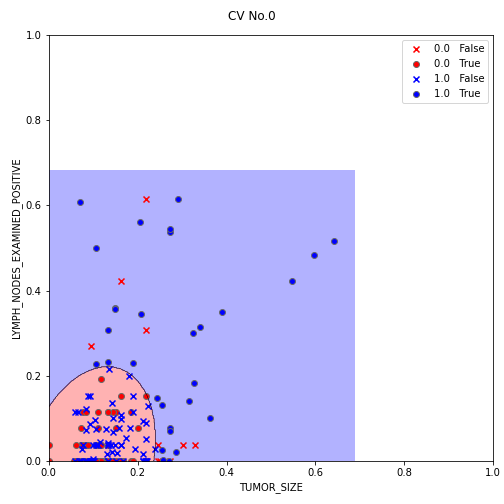 CV No.0
1.0
0.8
0.6
0.4
0.2
0.0
LYMPH_NODES_EXAMINED_POSITIVE
0.0 False
0.0 True
1.0 False
1.0 True
0.0 0.2 0.4 0.6 0.8 1.0
TUMOR_SIZE